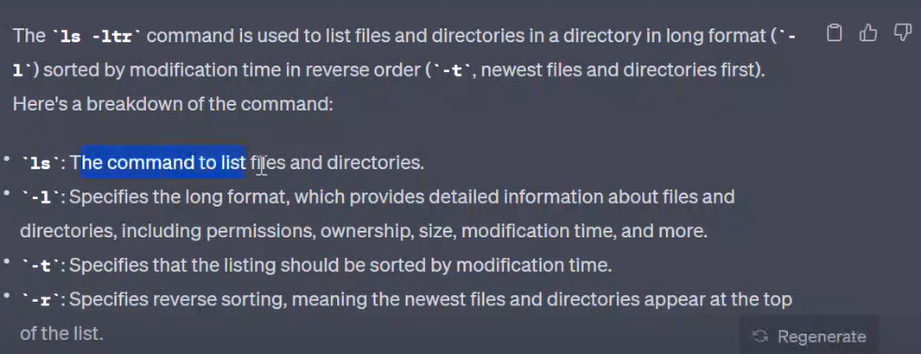 The `ls -ltr` command is used to list files and directories in a directory in long format (`-
l`) sorted by modification time in reverse order (`-t`, newest files and directories first).
Here's a breakdown of the command:
• `ls`: The command to list files and directories.
• `-l`: Specifies the long format, which provides detailed information about files and
directories, including permissions, ownership, size, modification time, and more.
• `-t`: Specifies that the listing should be sorted by modification time.
• `-r`: Specifies reverse sorting, meaning the newest files and directories appear at the top
of the list.
Regenerate